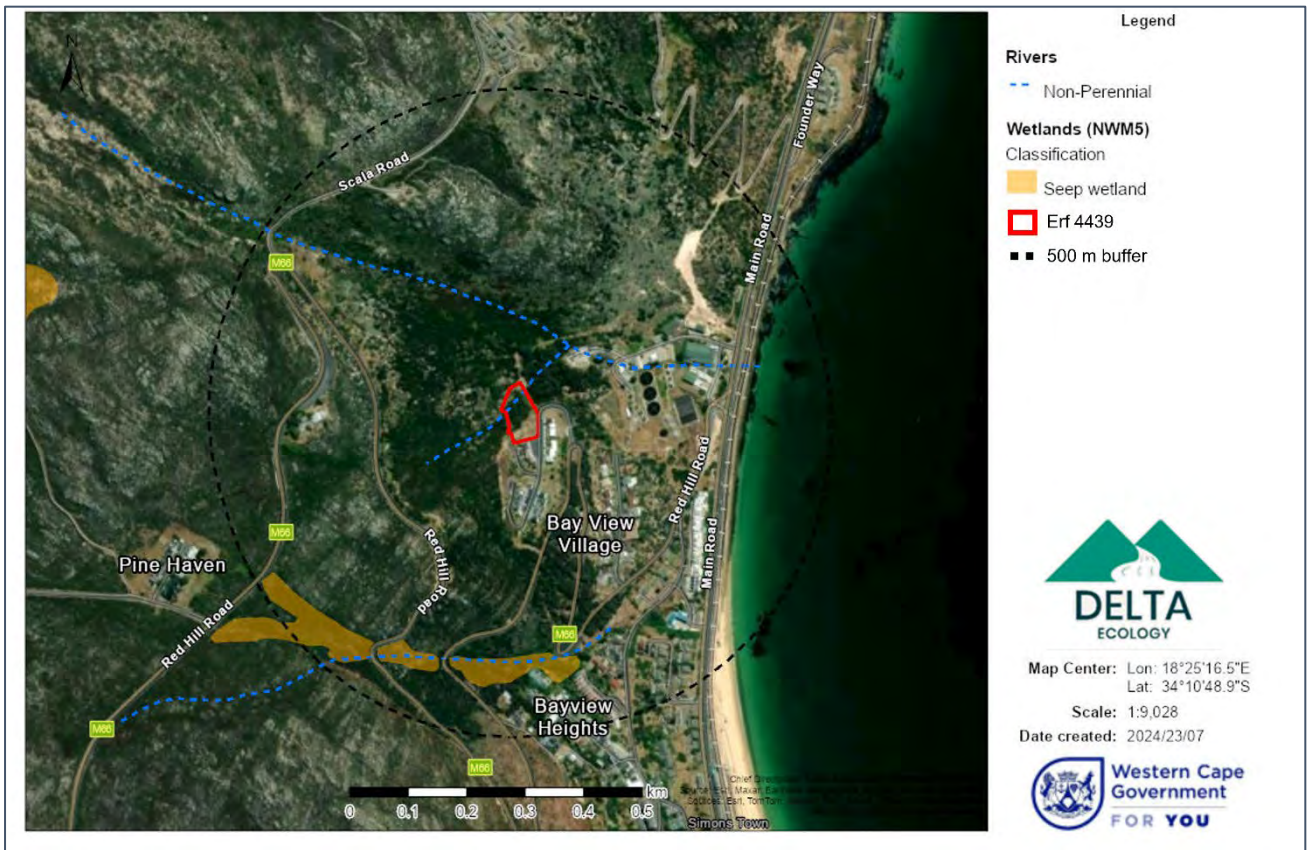 N
Scala Road
M66
Founder Way
Main Road
Red Hill Road
Bay View
Village
Red Hill Road
Main Road
M66
Pine Haven
Red Hill Road
M66
Bayview
Heights
M66
M66
km
0 0,1 0,2 0,3 0,4 0,5
Simons Town
Legend
Rivers
Non-Perennial
Wetlands (NWM5)
Classification
Seep wetland
Erf 4439
500 m buffer
DELTA
ECOLOGY
Map Center: Lon: 18°25'16.5"E
Lat: 34°10'48.9"S
Scale: 1:9,028
Date created: 2024/23/07
Western Cape
Government
FOR YOU